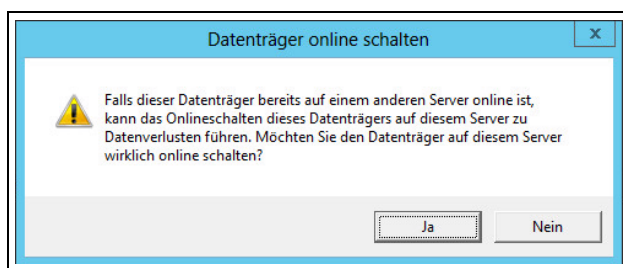 Datenträger online schalten
x
Falls dieser Datenträger bereits auf einem anderen Server online ist,
kann das Onlineschalten dieses Datenträgers auf diesem Server zu
Datenverlusten führen. Möchten Sie den Datenträger auf diesem Server
wirklich online schalten?
Ja
Nein